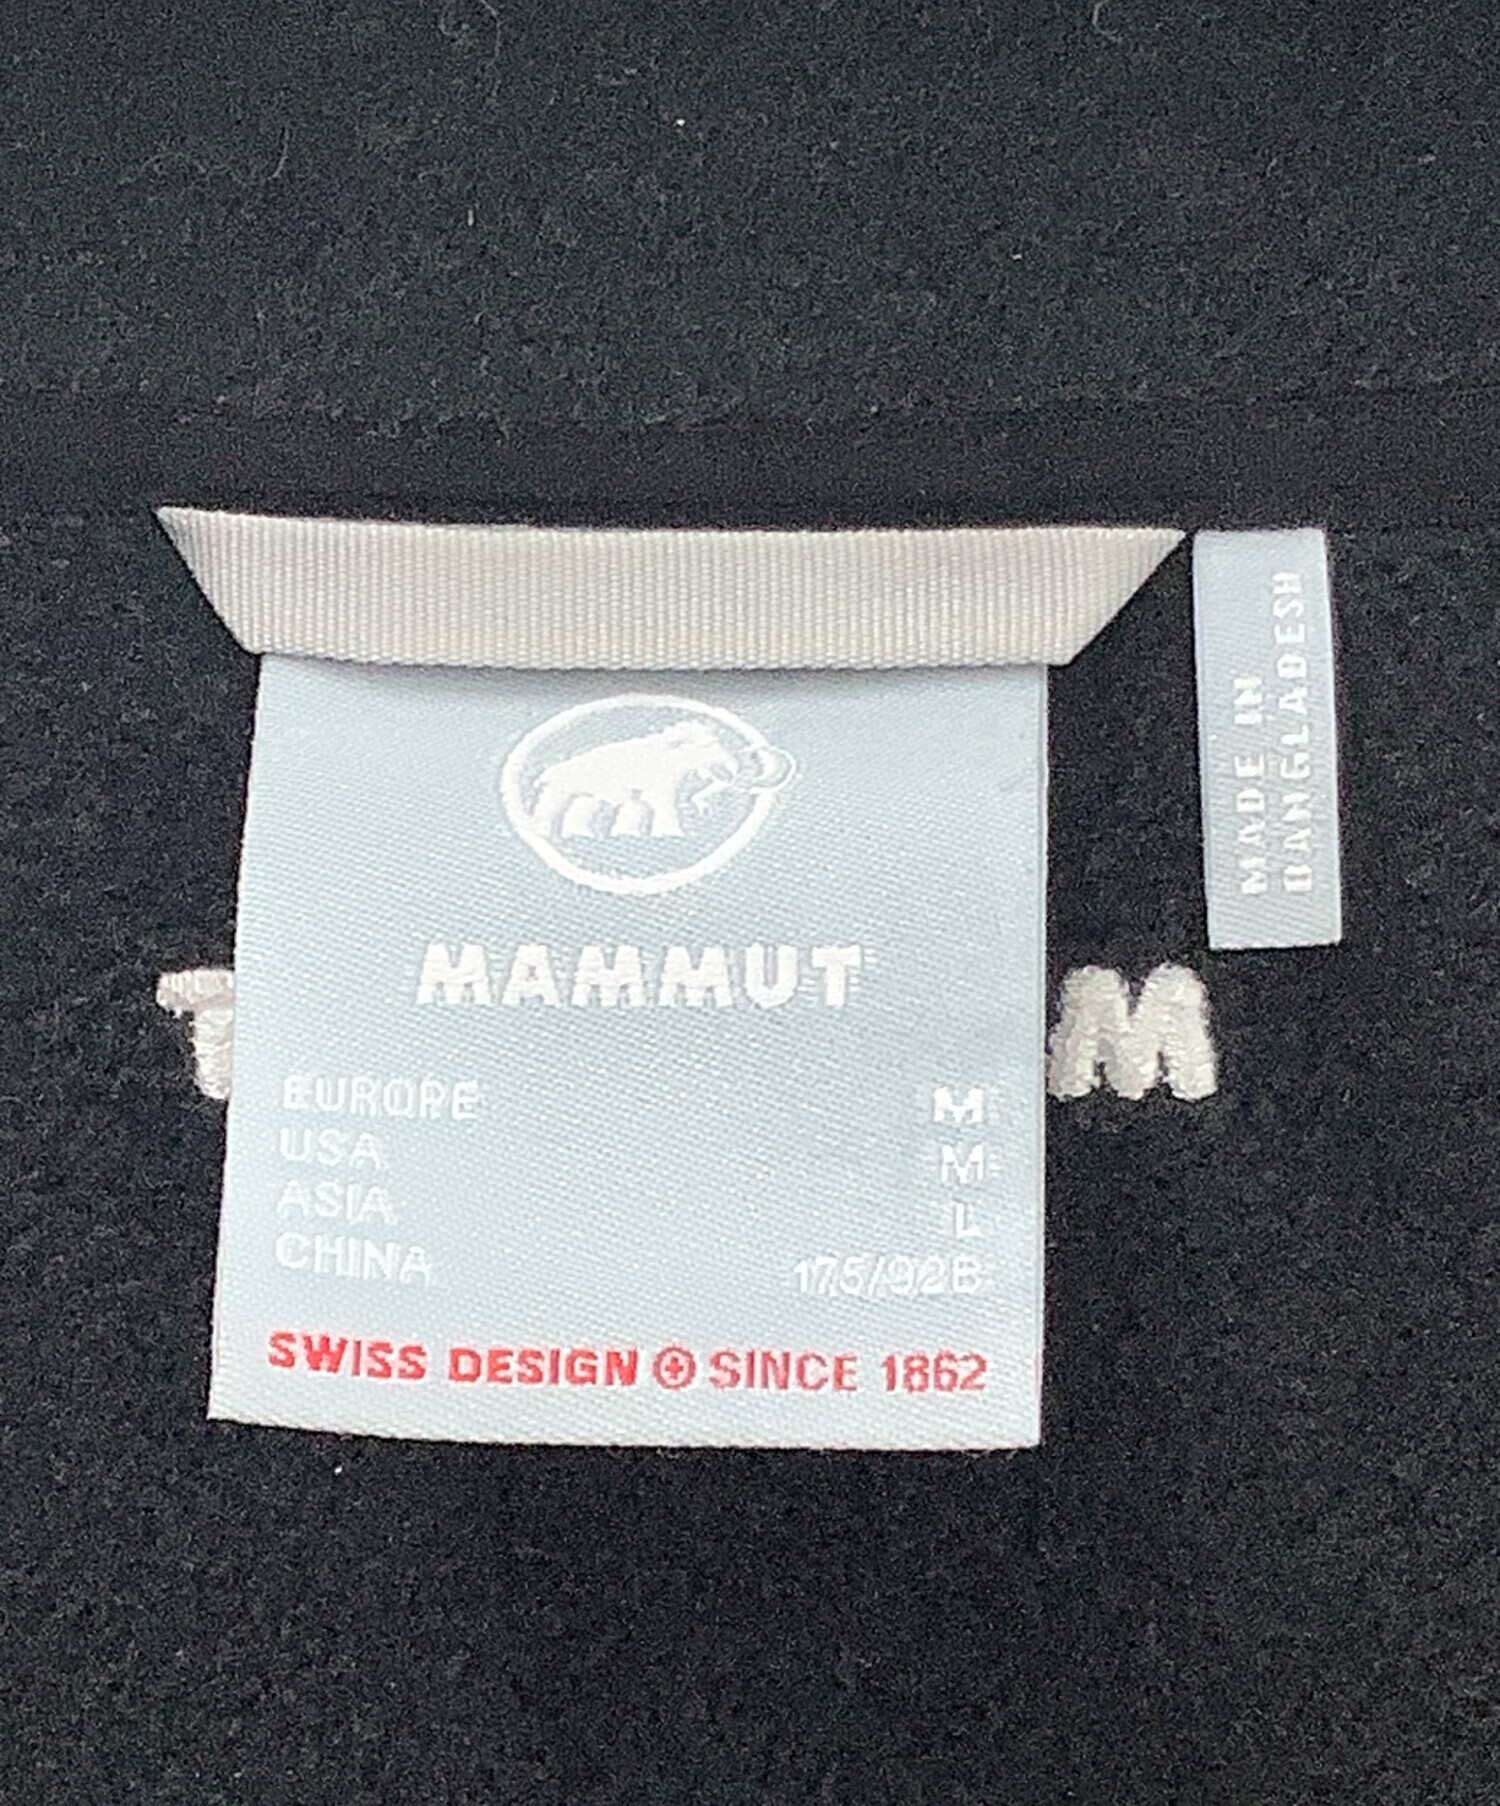 MAMMUT
EUROPE M
USA M
ASIA L
CHINA 175/92B
SWISS DESIGN SINCE 1862
MADE IN
BANGLADESH